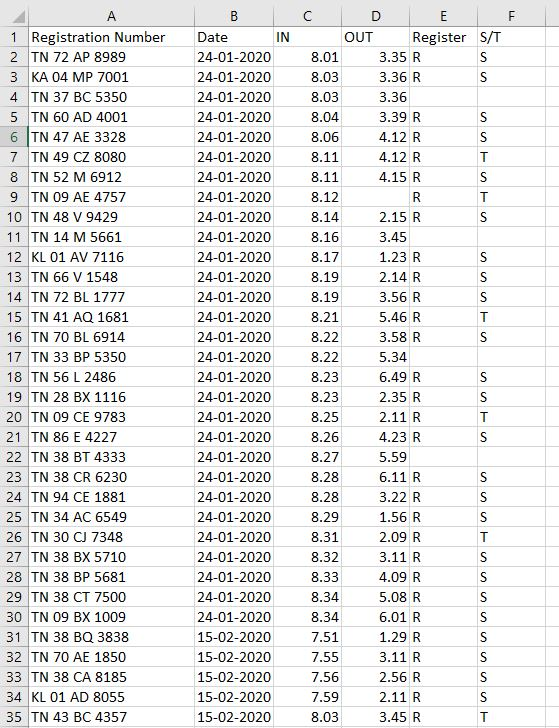 A B C D E F
1 Registration Number Date IN OUT Register S/T
2 TN 72 AP 8989 24-01-2020 8.01 3.35 R S
3 KA 04 MP 7001 24-01-2020 8.03 3.36 R S
4 TN 37 BC 5350 24-01-2020 8.03 3.36
5 TN 60 AD 4001 24-01-2020 8.04 3.39 R S
6 TN 47 AE 3328 24-01-2020 8.06 4.12 R S
7 TN 49 CZ 8080 24-01-2020 8.11 4.12 R T
8 TN 52 M 6912 24-01-2020 8.11 4.15 R S
9 TN 09 AE 4757 24-01-2020 8.12 R T
10 TN 48 V 9429 24-01-2020 8.14 2.15 R S
11 TN 14 M 5661 24-01-2020 8.16 3.45
12 KL 01 AV 7116 24-01-2020 8.17 1.23 R S
13 TN 66 V 1548 24-01-2020 8.19 2.14 R S
14 TN 72 BL 1777 24-01-2020 8.19 3.56 R S
15 TN 41 AQ 1681 24-01-2020 8.21 5.46 R T
16 TN 70 BL 6914 24-01-2020 8.22 3.58 R S
17 TN 33 BP 5350 24-01-2020 8.22 5.34
18 TN 56 L 2486 24-01-2020 8.23 6.49 R S
19 TN 28 BX 1116 24-01-2020 8.23 2.35 R S
20 TN 09 CE 9783 24-01-2020 8.25 2.11 R T
21 TN 86 E 4227 24-01-2020 8.26 4.23 R S
22 TN 38 BT 4333 24-01-2020 8.27 5.59
23 TN 38 CR 6230 24-01-2020 8.28 6.11 R S
24 TN 94 CE 1881 24-01-2020 8.28 3.22 R S
25 TN 34 AC 6549 24-01-2020 8.29 1.56 R S
26 TN 30 CJ 7348 24-01-2020 8.31 2.09 R T
27 TN 38 BX 5710 24-01-2020 8.32 3.11 R S
28 TN 38 BP 5681 24-01-2020 8.33 4.09 R S
29 TN 38 CT 7500 24-01-2020 8.34 5.08 R S
30 TN 09 BX 1009 24-01-2020 8.34 6.01 R S
31 TN 38 BQ 3838 15-02-2020 7.51 1.29 R S
32 TN 70 AE 1850 15-02-2020 7.55 3.11 R S
33 TN 38 CA 8185 15-02-2020 7.56 2.56 R S
34 KL 01 AD 8055 15-02-2020 7.59 2.11 R S
35 TN 43 BC 4357 15-02-2020 8.03 3.45 R T